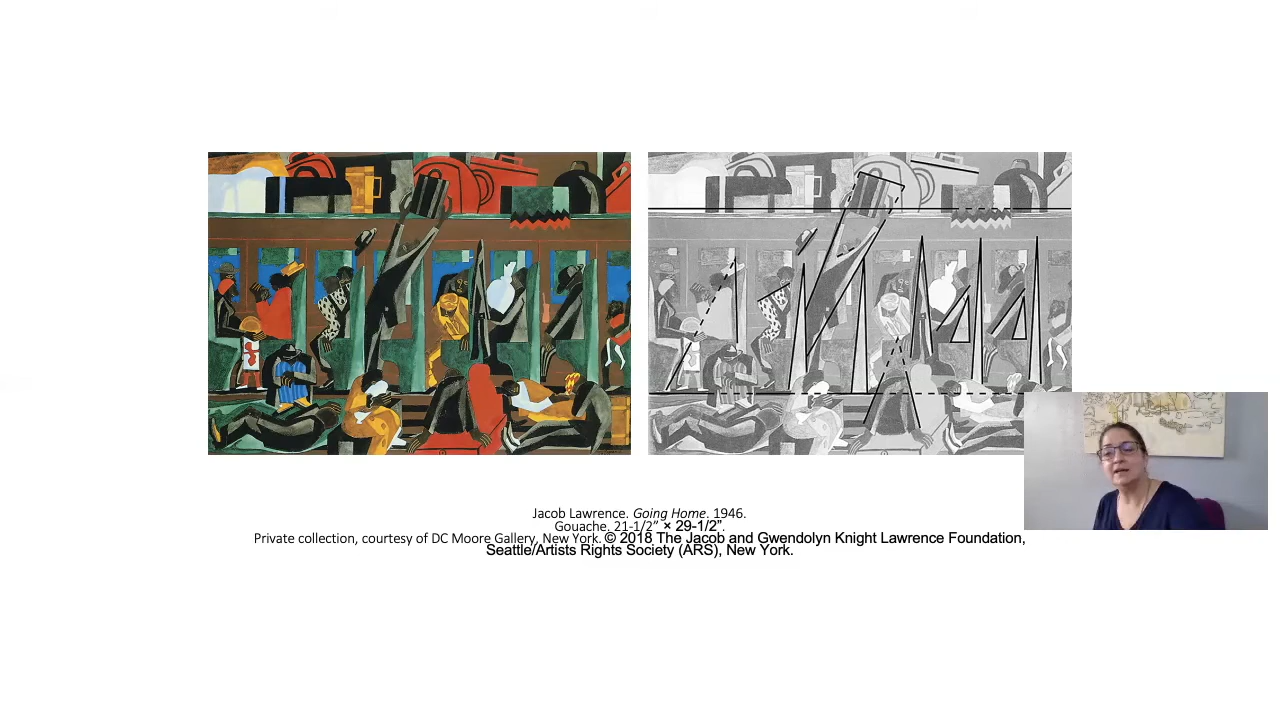 Jacob Lawrence. Going Home. 1946.
Gouache. 21-1/2” × 29-1/2”.
Private collection, courtesy of DC Moore Gallery, New York. © 2018 The Jacob and Gwendolyn Knight Lawrence Foundation,
Seattle/Artists Rights Society (ARS), New York.